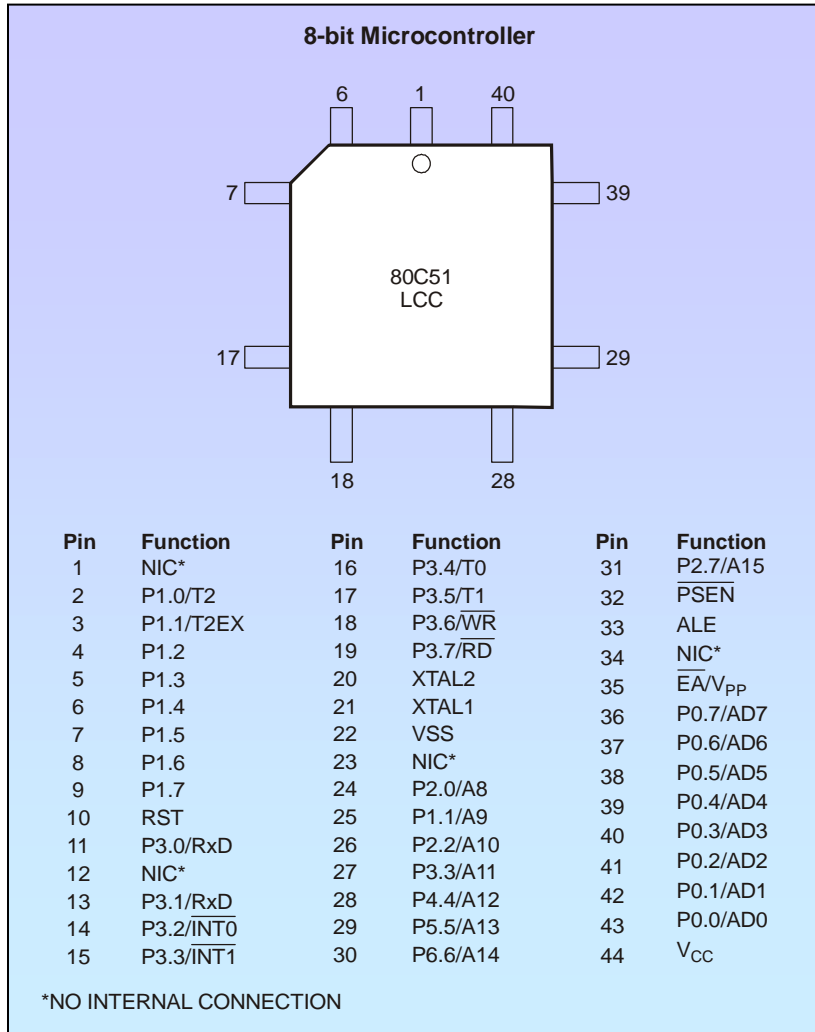 8-bit Microcontroller
6 1 40
7 39
80C51
LCC
17 29
18 28
Pin Function Pin Function Pin Function
1 NIC* 16 P3.4/T0 31 P2.7/A15
2 P1.0/T2 17 P3.5/T1 32 P̅S̅E̅N̅
3 P1.1/T2EX 18 P3.6/W̅R̅ 33 ALE
4 P1.2 19 P3.7/R̅D̅ 34 NIC*
5 P1.3 20 XTAL2 35 E̅A̅/VPP
6 P1.4 21 XTAL1 36 P0.7/AD7
7 P1.5 22 VSS 37 P0.6/AD6
8 P1.6 23 NIC* 38 P0.5/AD5
9 P1.7 24 P2.0/A8 39 P0.4/AD4
10 RST 25 P1.1/A9 40 P0.3/AD3
11 P3.0/RxD 26 P2.2/A10 41 P0.2/AD2
12 NIC* 27 P3.3/A11 42 P0.1/AD1
13 P3.1/RxD 28 P4.4/A12 43 P0.0/AD0
14 P3.2/I̅N̅T̅0̅ 29 P5.5/A13 44 VCC
15 P3.3/I̅N̅T̅1̅ 30 P6.6/A14
*NO INTERNAL CONNECTION